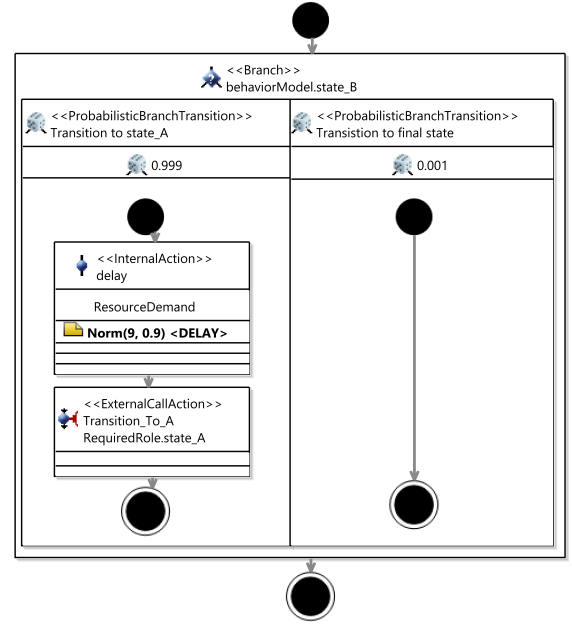 <<Branch>>
behaviorModel.state_B
<<ProbabilisticBranchTransition>>
Transition to state_A
0.999
<<InternalAction>>
delay
ResourceDemand
Norm(9, 0.9) <DELAY>
<<ExternalCallAction>>
Transition_To_A
RequiredRole.state_A
<<ProbabilisticBranchTransition>>
Transistion to final state
0.001